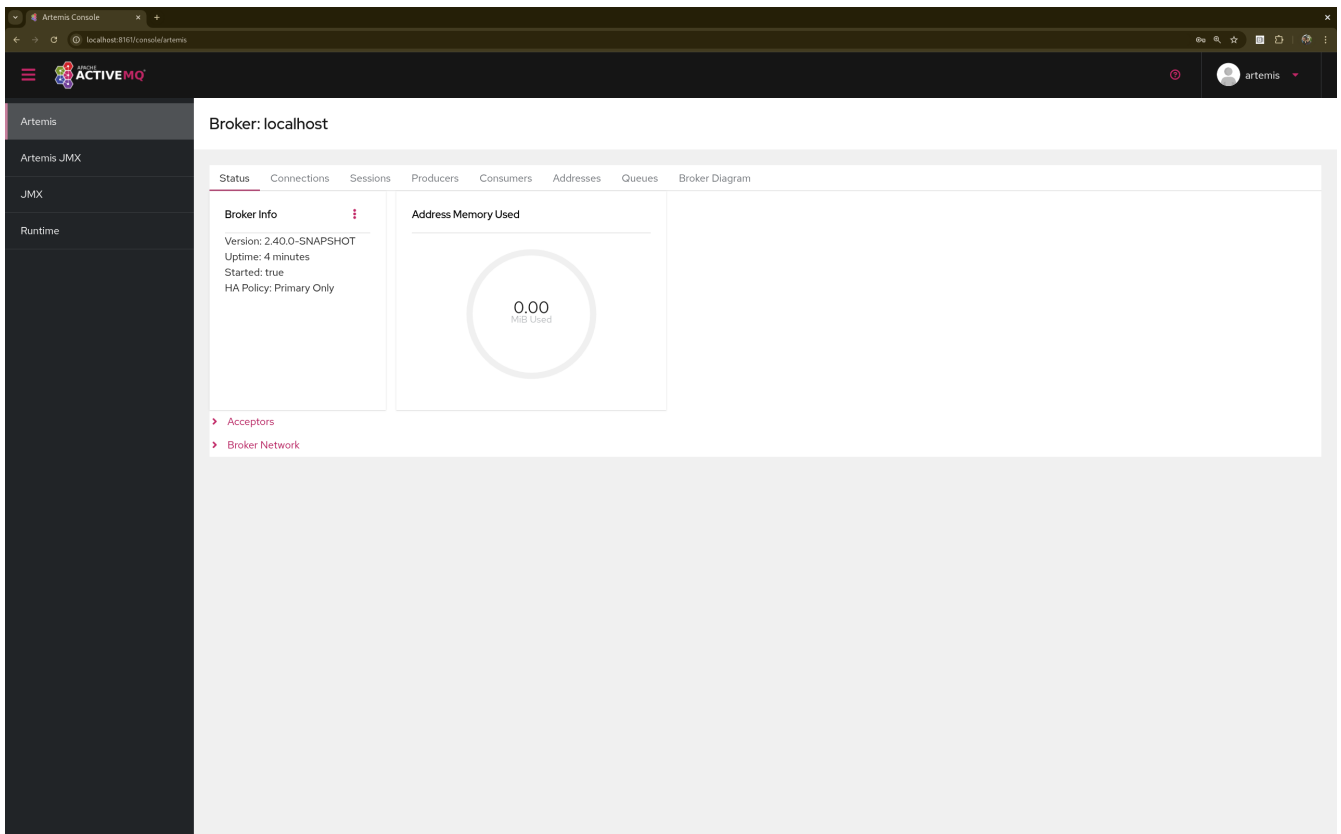 Artemis Console
localhost:8161/console/artemis
APACHE
ACTIVEMQ
artemis
Artemis
Artemis JMX
JMX
Runtime
Broker: localhost
Status Connections Sessions Producers Consumers Addresses Queues Broker Diagram
Broker Info
Version: 2.40.0-SNAPSHOT
Uptime: 4 minutes
Started: true
HA Policy: Primary Only
Address Memory Used
0.00
MiB Used
Acceptors
Broker Network